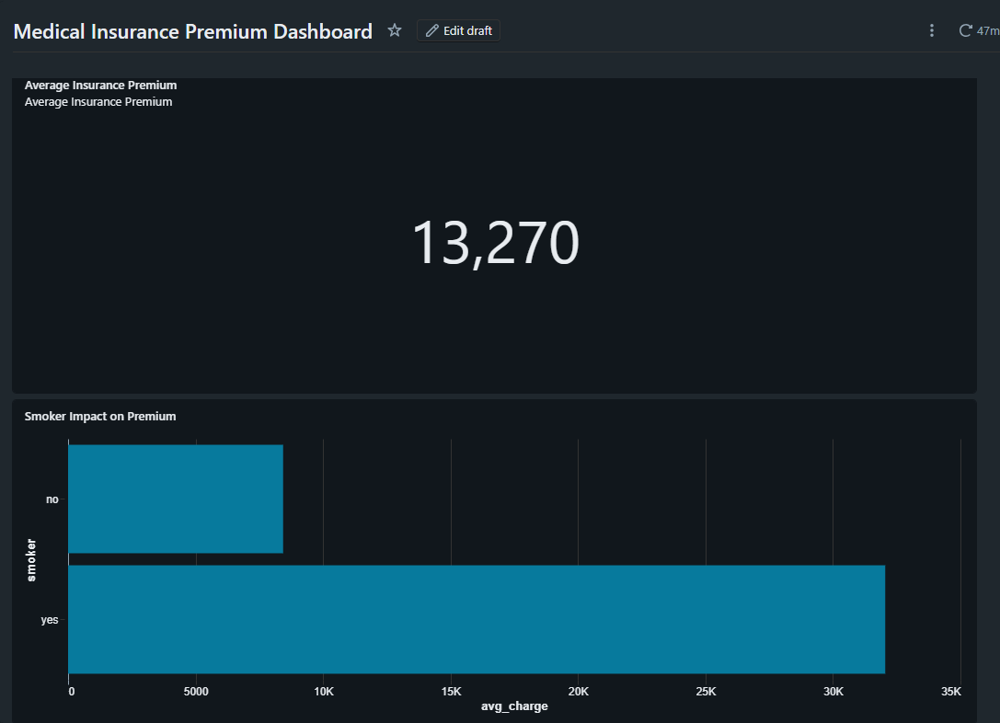 Medical Insurance Premium Dashboard ☆ Edit draft 47m
Average Insurance Premium
Average Insurance Premium
13,270
Smoker Impact on Premium
no
smoker
yes
0 5000 10K 15K 20K 25K 30K 35K
avg_charge